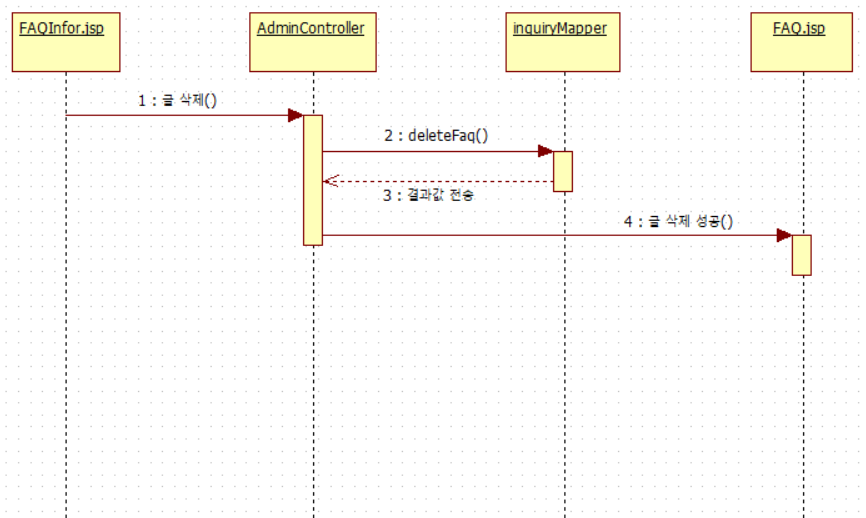 FAQInfor.jsp
AdminController
inquiryMapper
FAQ.jsp
1 : 글 삭제()
2 : deleteFaq()
3 : 결과값 전송
4 : 글 삭제 성공()